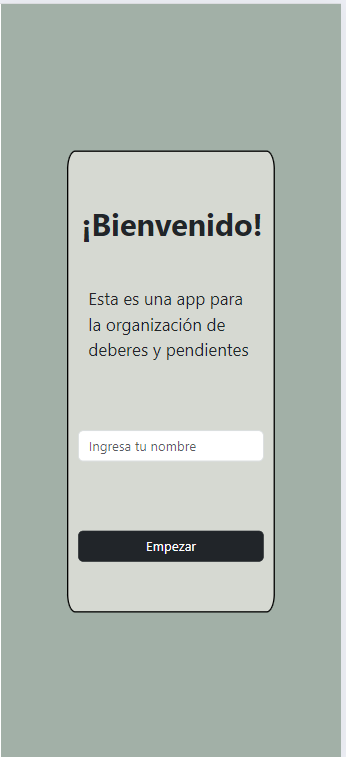 ¡Bienvenido!
Esta es una app para
la organización de
deberes y pendientes
Ingresa tu nombre
Empezar